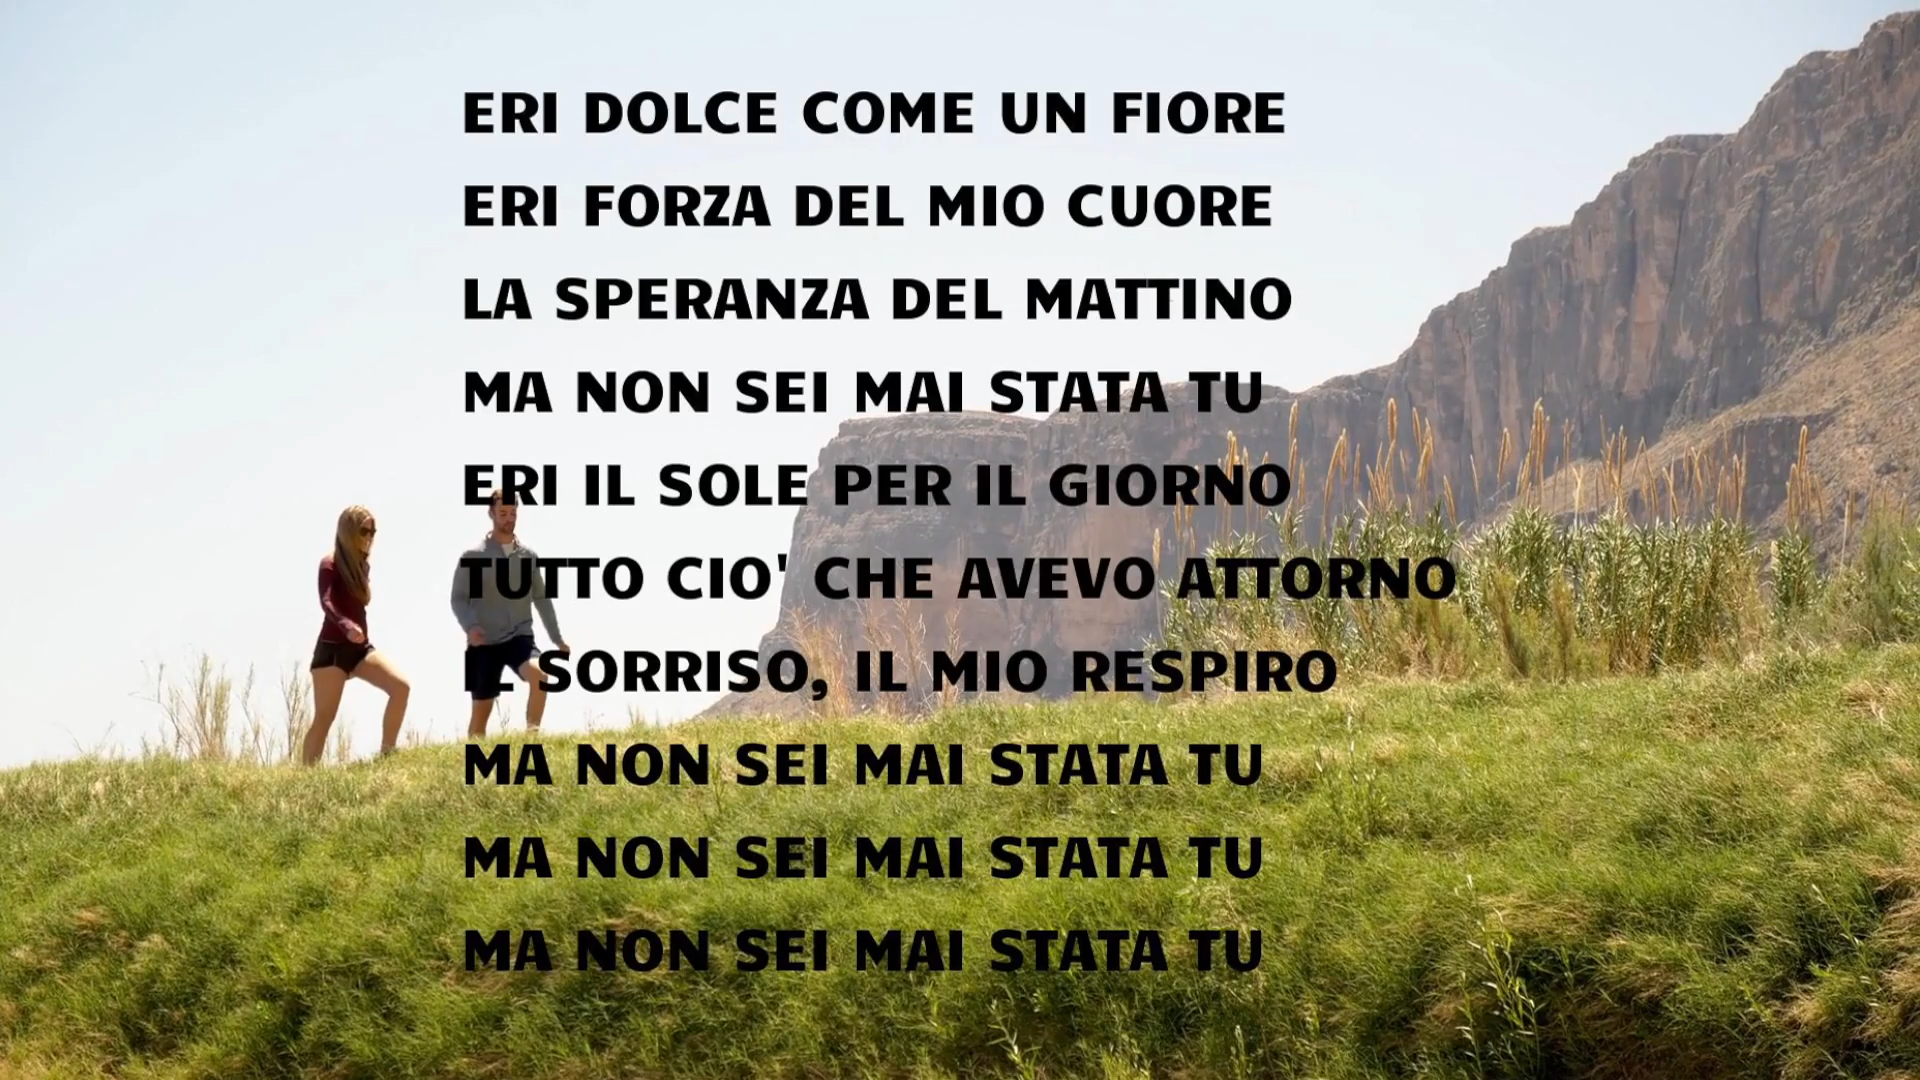 ERI DOLCE COME UN FIORE
ERI FORZA DEL MIO CUORE
LA SPERANZA DEL MATTINO
MA NON SEI MAI STATA TU
ERI IL SOLE PER IL GIORNO
TUTTO CIO' CHE AVEVO ATTORNO
IL SORRISO, IL MIO RESPIRO
MA NON SEI MAI STATA TU
MA NON SEI MAI STATA TU
MA NON SEI MAI STATA TU